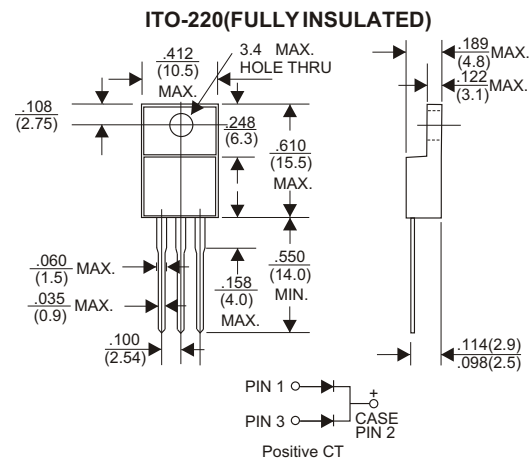 ITO-220(FULLY INSULATED)
.412
(10.5)
MAX.
3.4 MAX.
HOLE THRU
.189
(4.8)
MAX.
.122
(3.1)
MAX.
.108
(2.75)
.248
(6.3)
.610
(15.5)
MAX.
.060
(1.5)
MAX.
.550
(14.0)
MIN.
.158
(4.0)
MAX.
.035
(0.9)
MAX.
.100
(2.54)
.114(2.9)
.098(2.5)
PIN 1
+
PIN 3
CASE
PIN 2
Positive CT